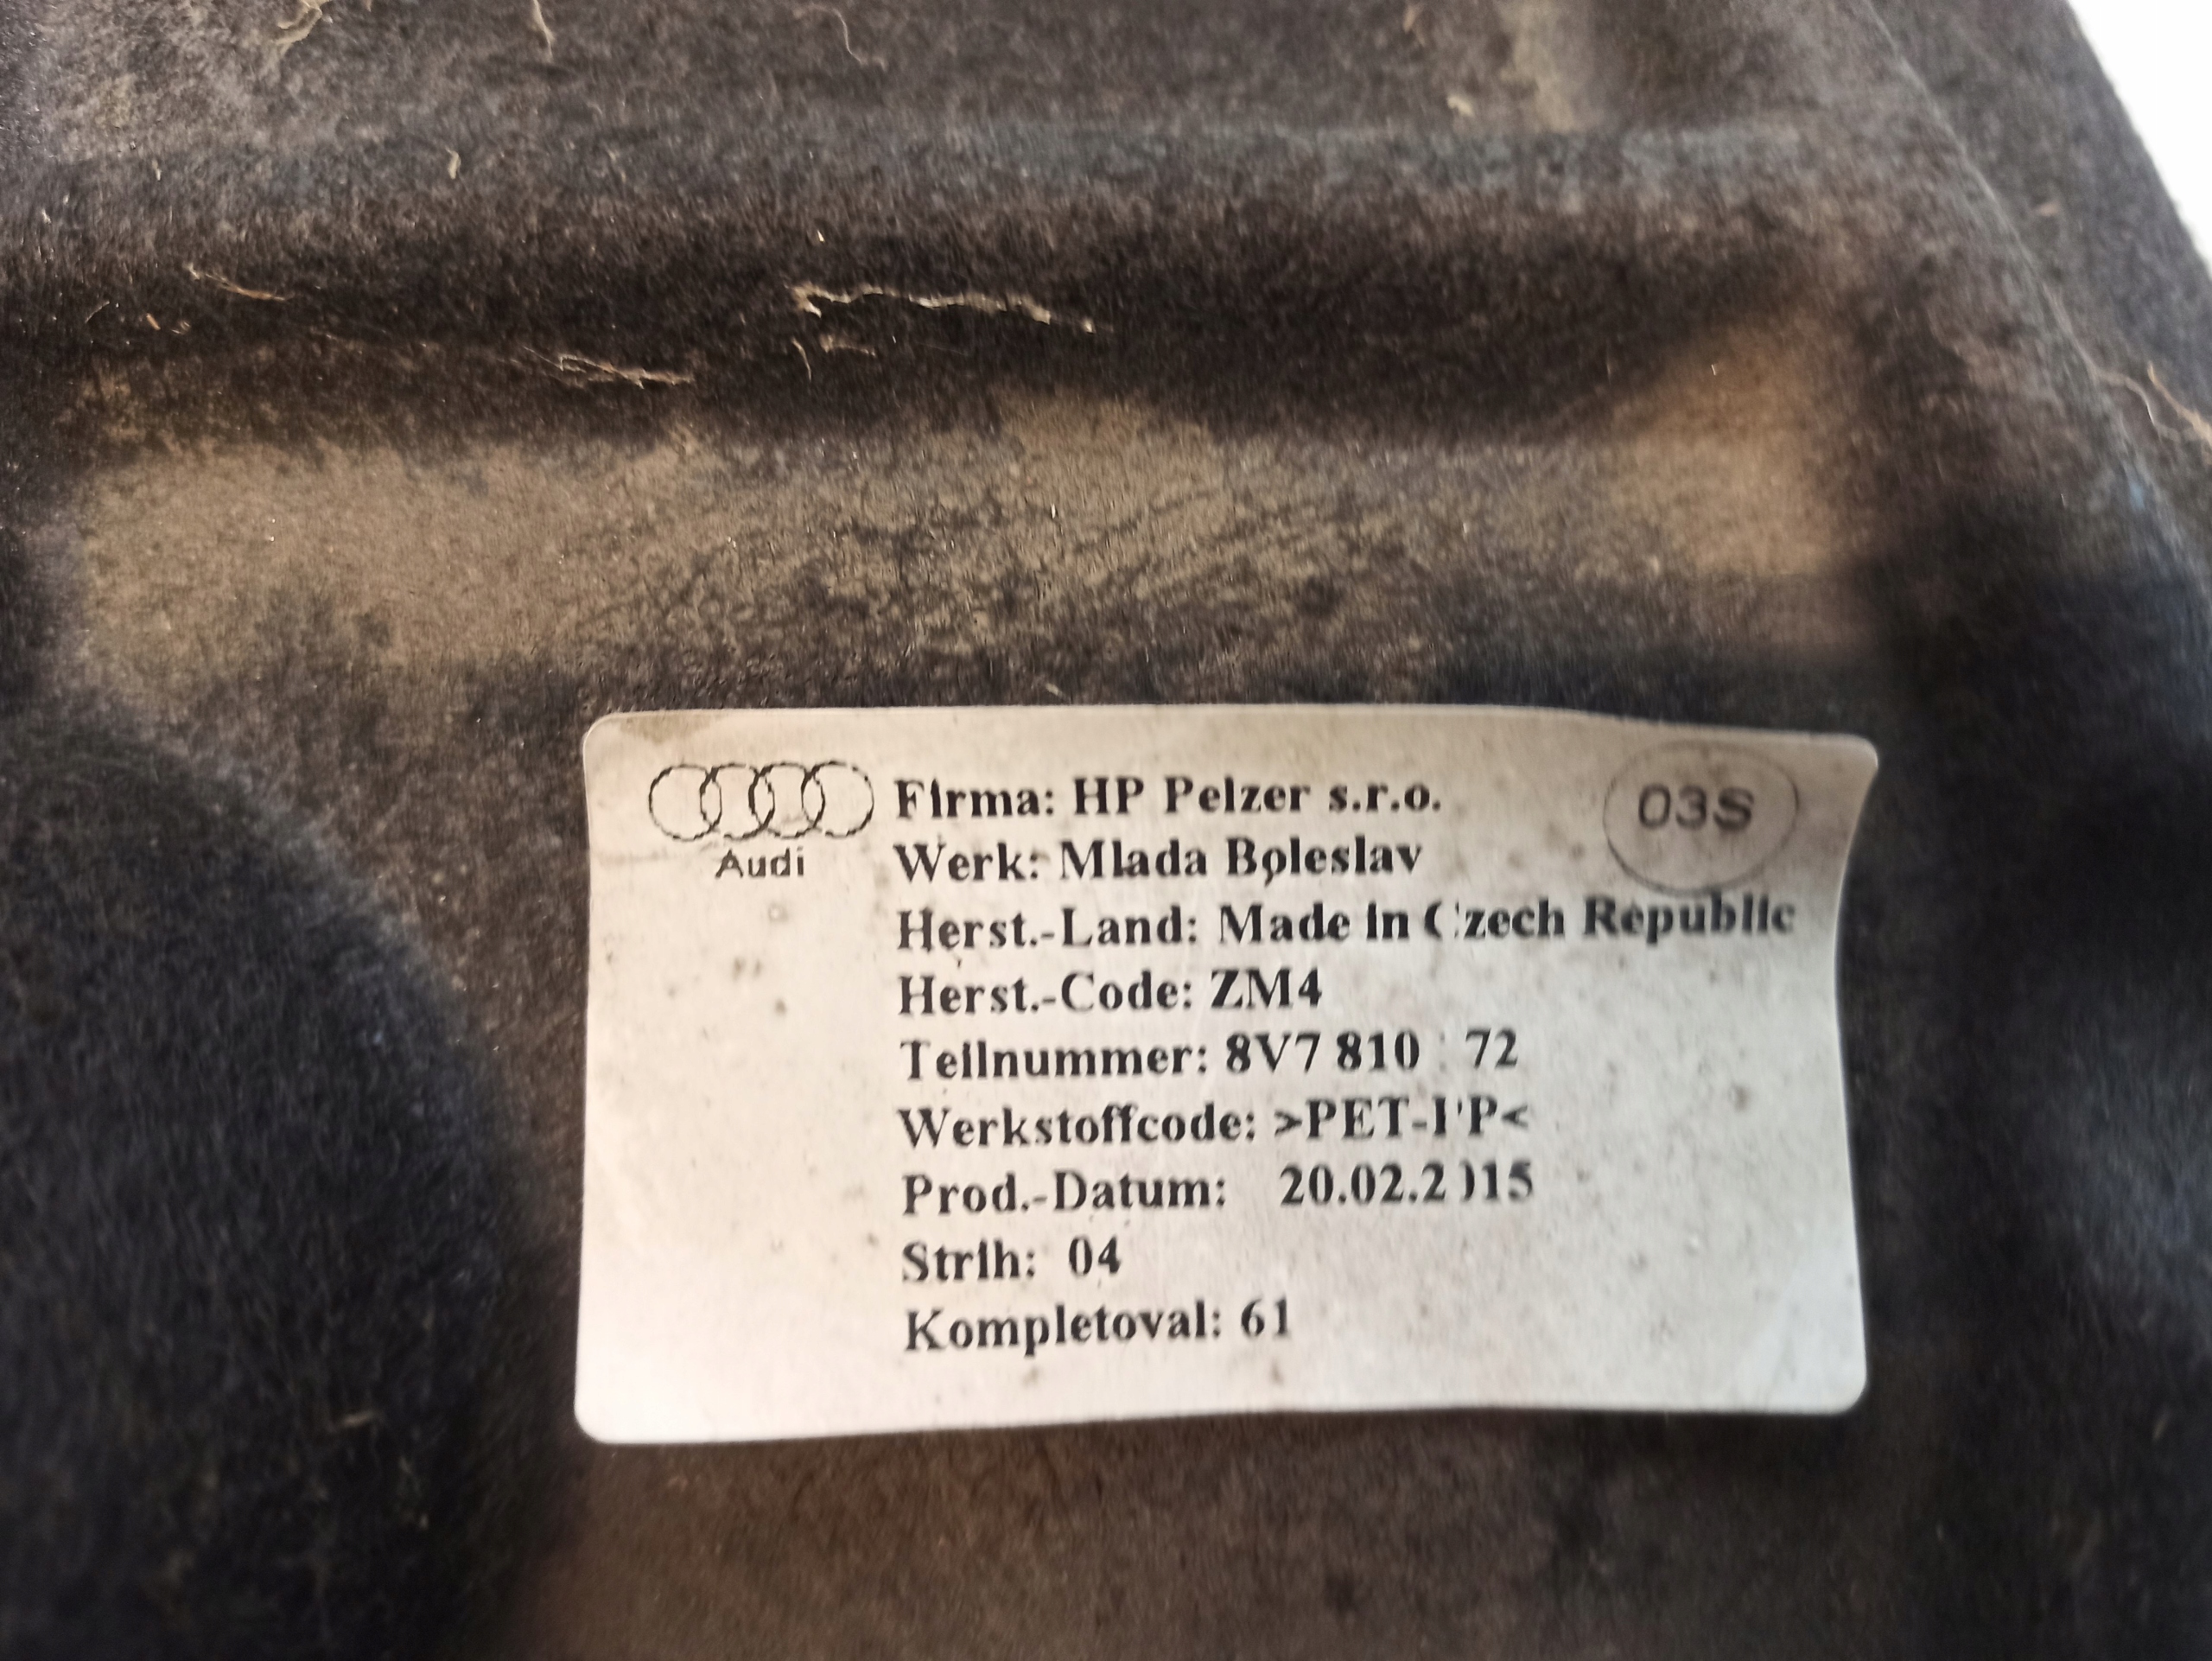 Firma: HP Pelzer s.r.o.
03S
Audi
Werk: Mlada Boleslav
Herst.-Land: Made in Czech Republic
Herst.-Code: ZM4
Teilnummer: 8V7 810 72
Werkstoffcode: >PET-PP<
Prod.-Datum: 20.02.2015
Strih: 04
Kompletoval: 61